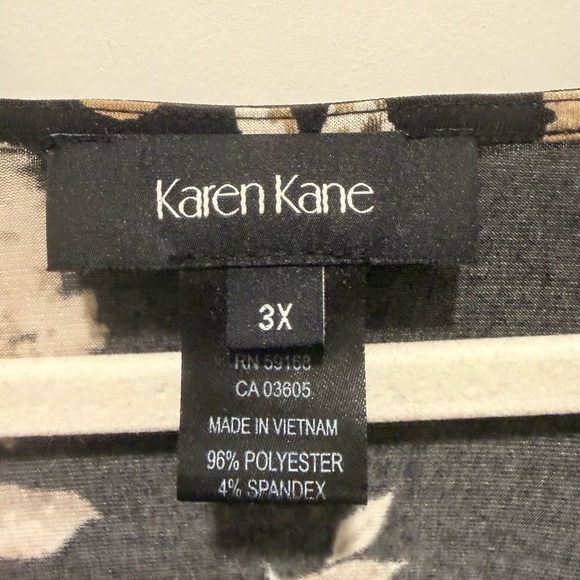 Karen Kane
3X
RN 59168
CA 03605
MADE IN VIETNAM
96% POLYESTER
4% SPANDEX